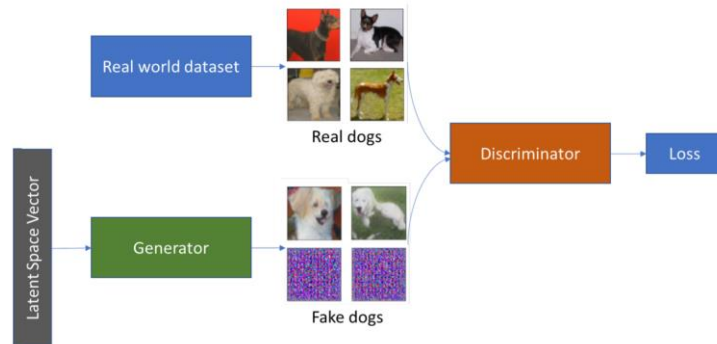 Real world dataset
Real dogs
Discriminator
Loss
Latent Space Vector
Generator
Fake dogs